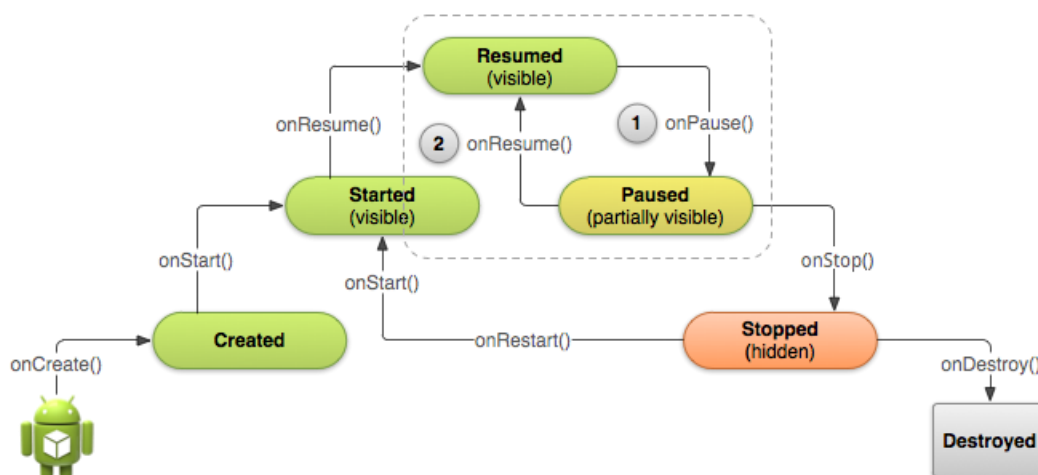 Resumed
(visible)
onResume()
2
onResume()
1
onPause()
Started
(visible)
Paused
(partially visible)
onStart()
onStart()
onStop()
Created
onRestart()
Stopped
(hidden)
onCreate()
onDestroy()
Destroyed